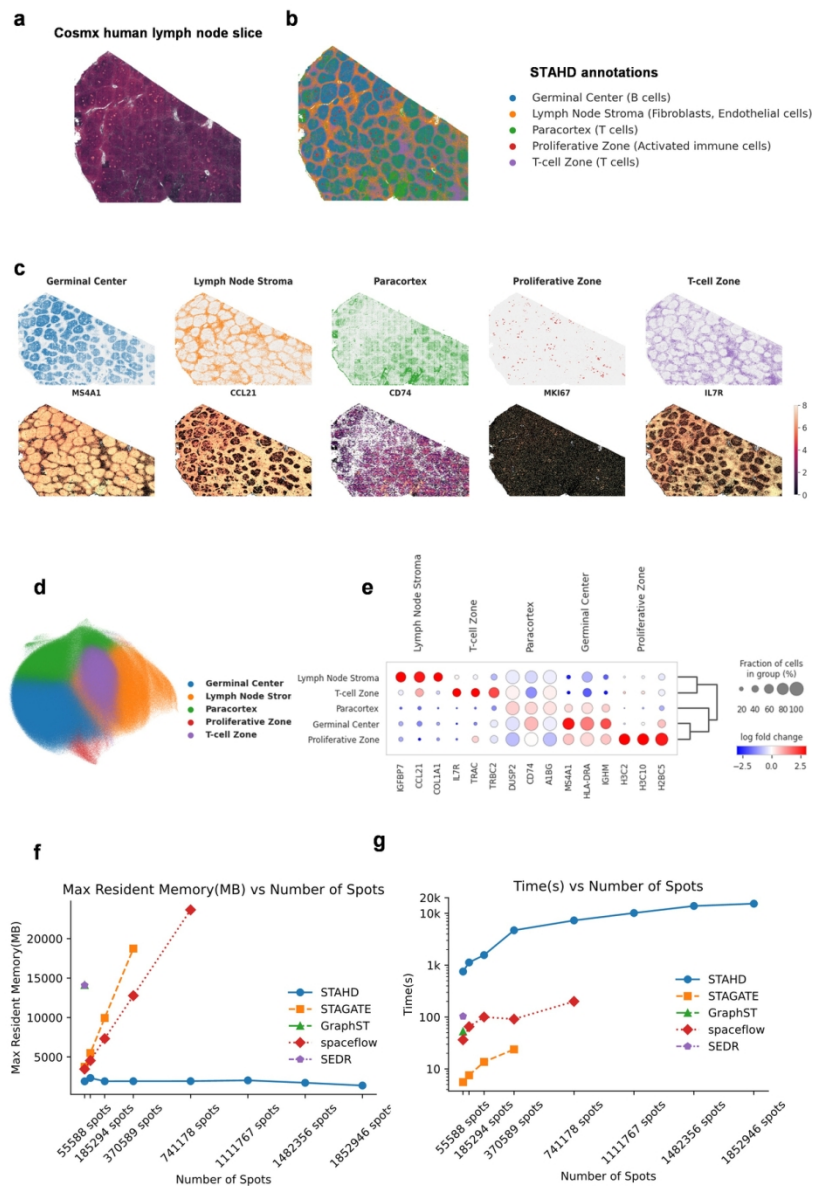 a
Cosmx human lymph node slice
b
STAHD annotations
Germinal Center (B cells)
Lymph Node Stroma (Fibroblasts, Endothelial cells)
Paracortex (T cells)
Proliferative Zone (Activated immune cells)
T-cell Zone (T cells)
c
Germinal Center Lymph Node Stroma Paracortex Proliferative Zone T-cell Zone
MS4A1 CCL21 CD74 MKI67 IL7R
8
6
4
2
0
d
Germinal Center
Lymph Node Stror
Paracortex
Proliferative Zone
T-cell Zone
e
Lymph Node Stroma
T-cell Zone
Paracortex
Germinal Center
Proliferative Zone
Lymph Node Stroma
T-cell Zone
Paracortex
Germinal Center
Proliferative Zone
IGFBP7
CCL21
COL1A1
IL7R
TRAC
TRBC2
DUSP2
CD74
A1BG
MS4A1
HLA-DRA
IGHM
H3C2
H3C10
H2BC5
Fraction of cells
in group (%)
20 40 60 80 100
log fold change
−2.5 0.0 2.5
f
Max Resident Memory(MB) vs Number of Spots
Max Resident Memory(MB)
20000
15000
10000
5000
STAHD
STAGATE
GraphST
spaceflow
SEDR
55588 spots
185294 spots
370589 spots
741178 spots
1111767 spots
1482356 spots
1852946 spots
Number of Spots
g
Time(s) vs Number of Spots
Time(s)
20k
10k
1k
100
10
STAHD
STAGATE
GraphST
spaceflow
SEDR
55588 spots
185294 spots
370589 spots
741178 spots
1111767 spots
1482356 spots
1852946 spots
Number of Spots